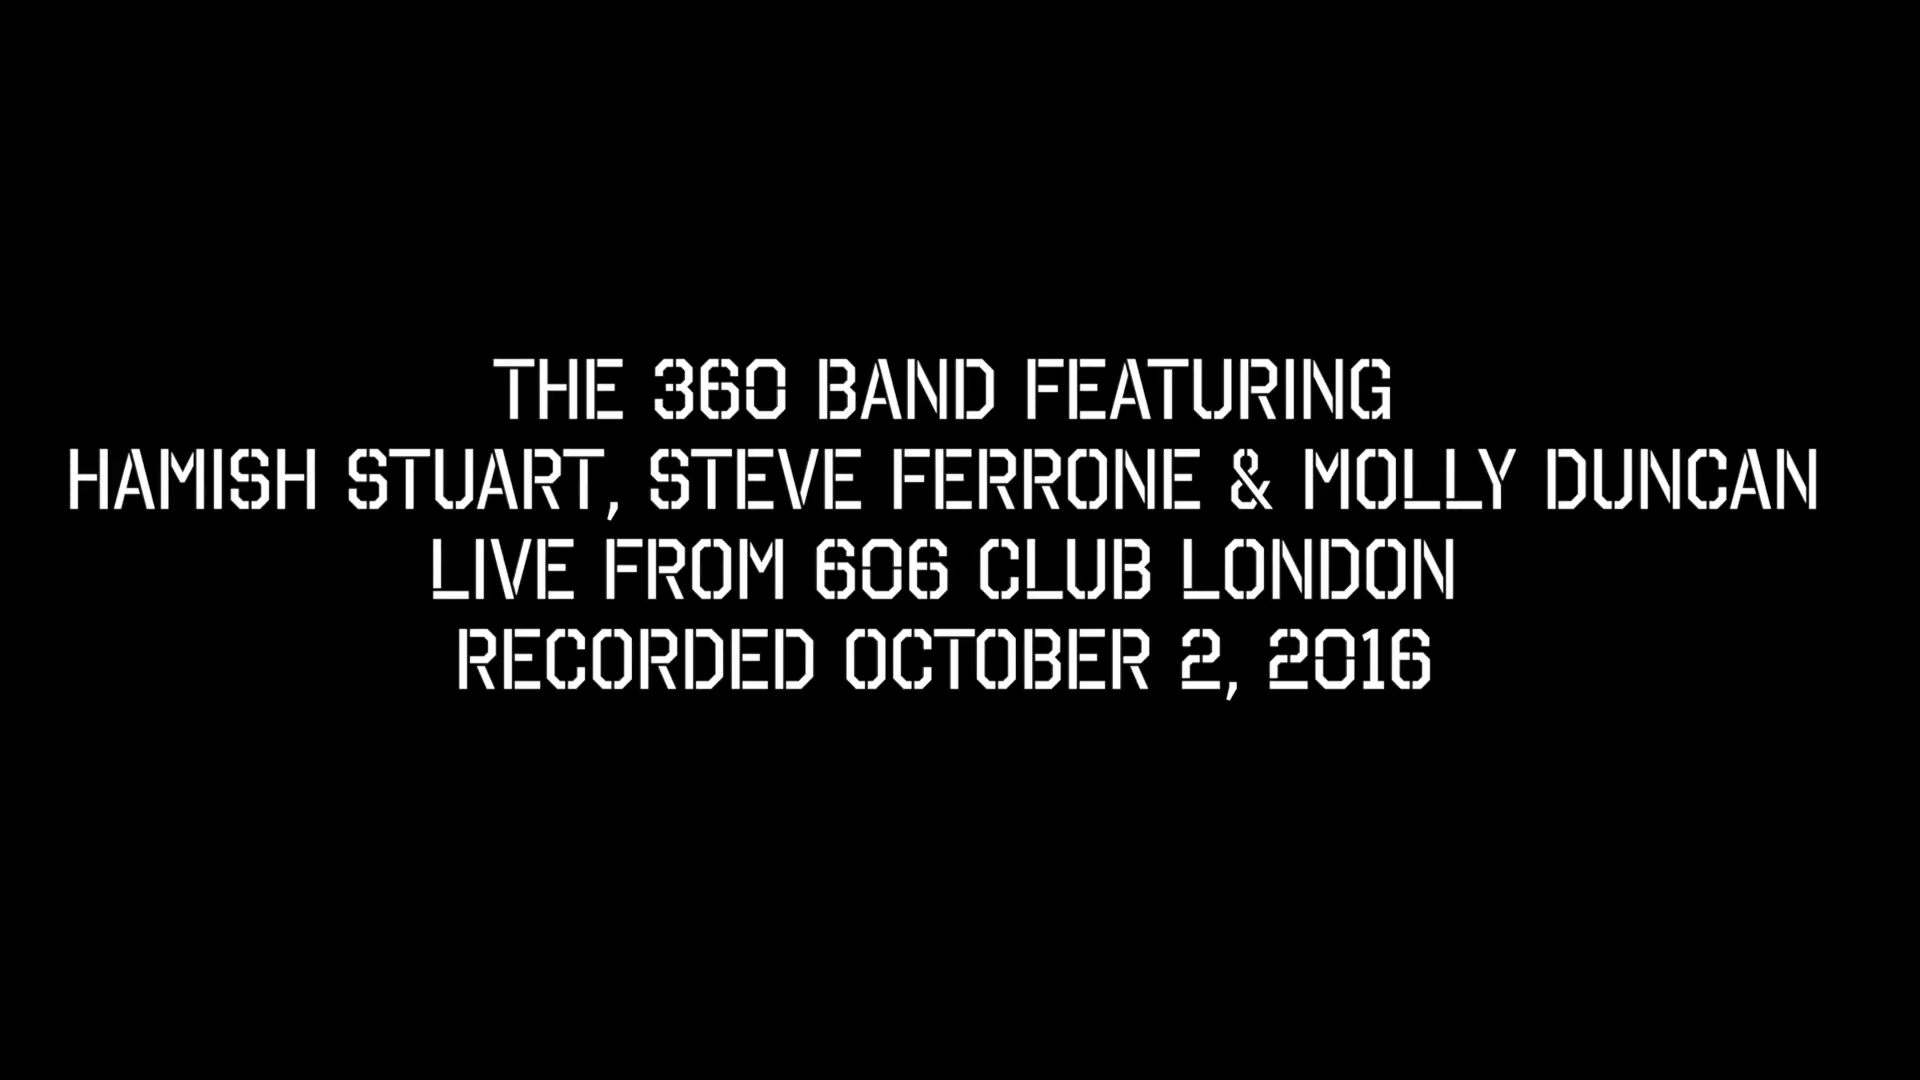 THE 360 BAND FEATURING
HAMISH STUART, STEVE FERRONE & MOLLY DUNCAN
LIVE FROM 606 CLUB LONDON
RECORDED OCTOBER 2, 2016